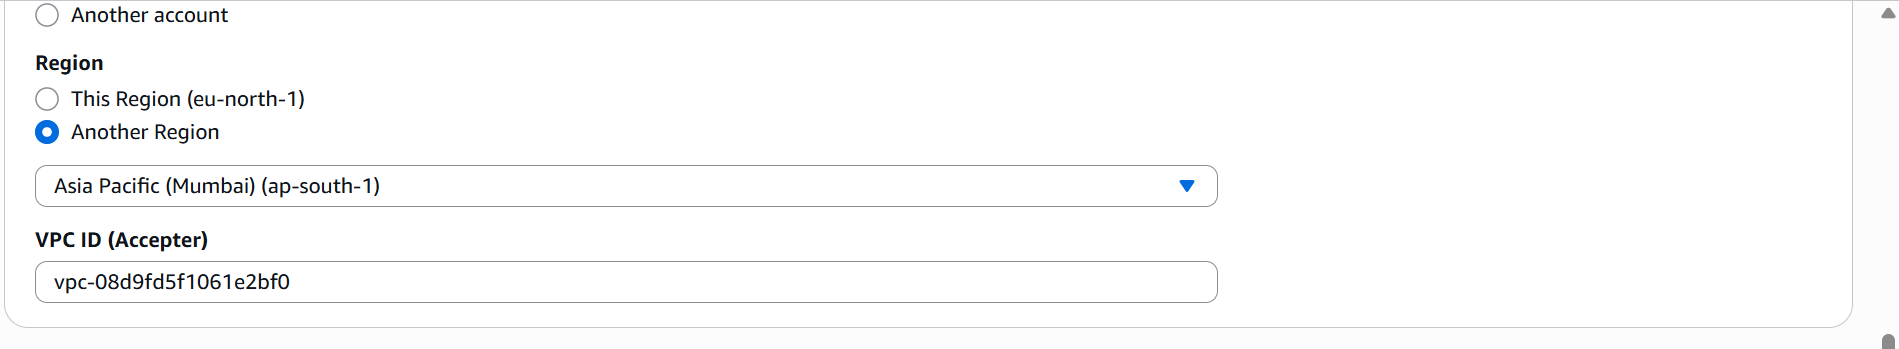 Another account
Region
This Region (eu-north-1)
Another Region
Asia Pacific (Mumbai) (ap-south-1)
VPC ID (Accepter)
vpc-08d9fd5f1061e2bf0